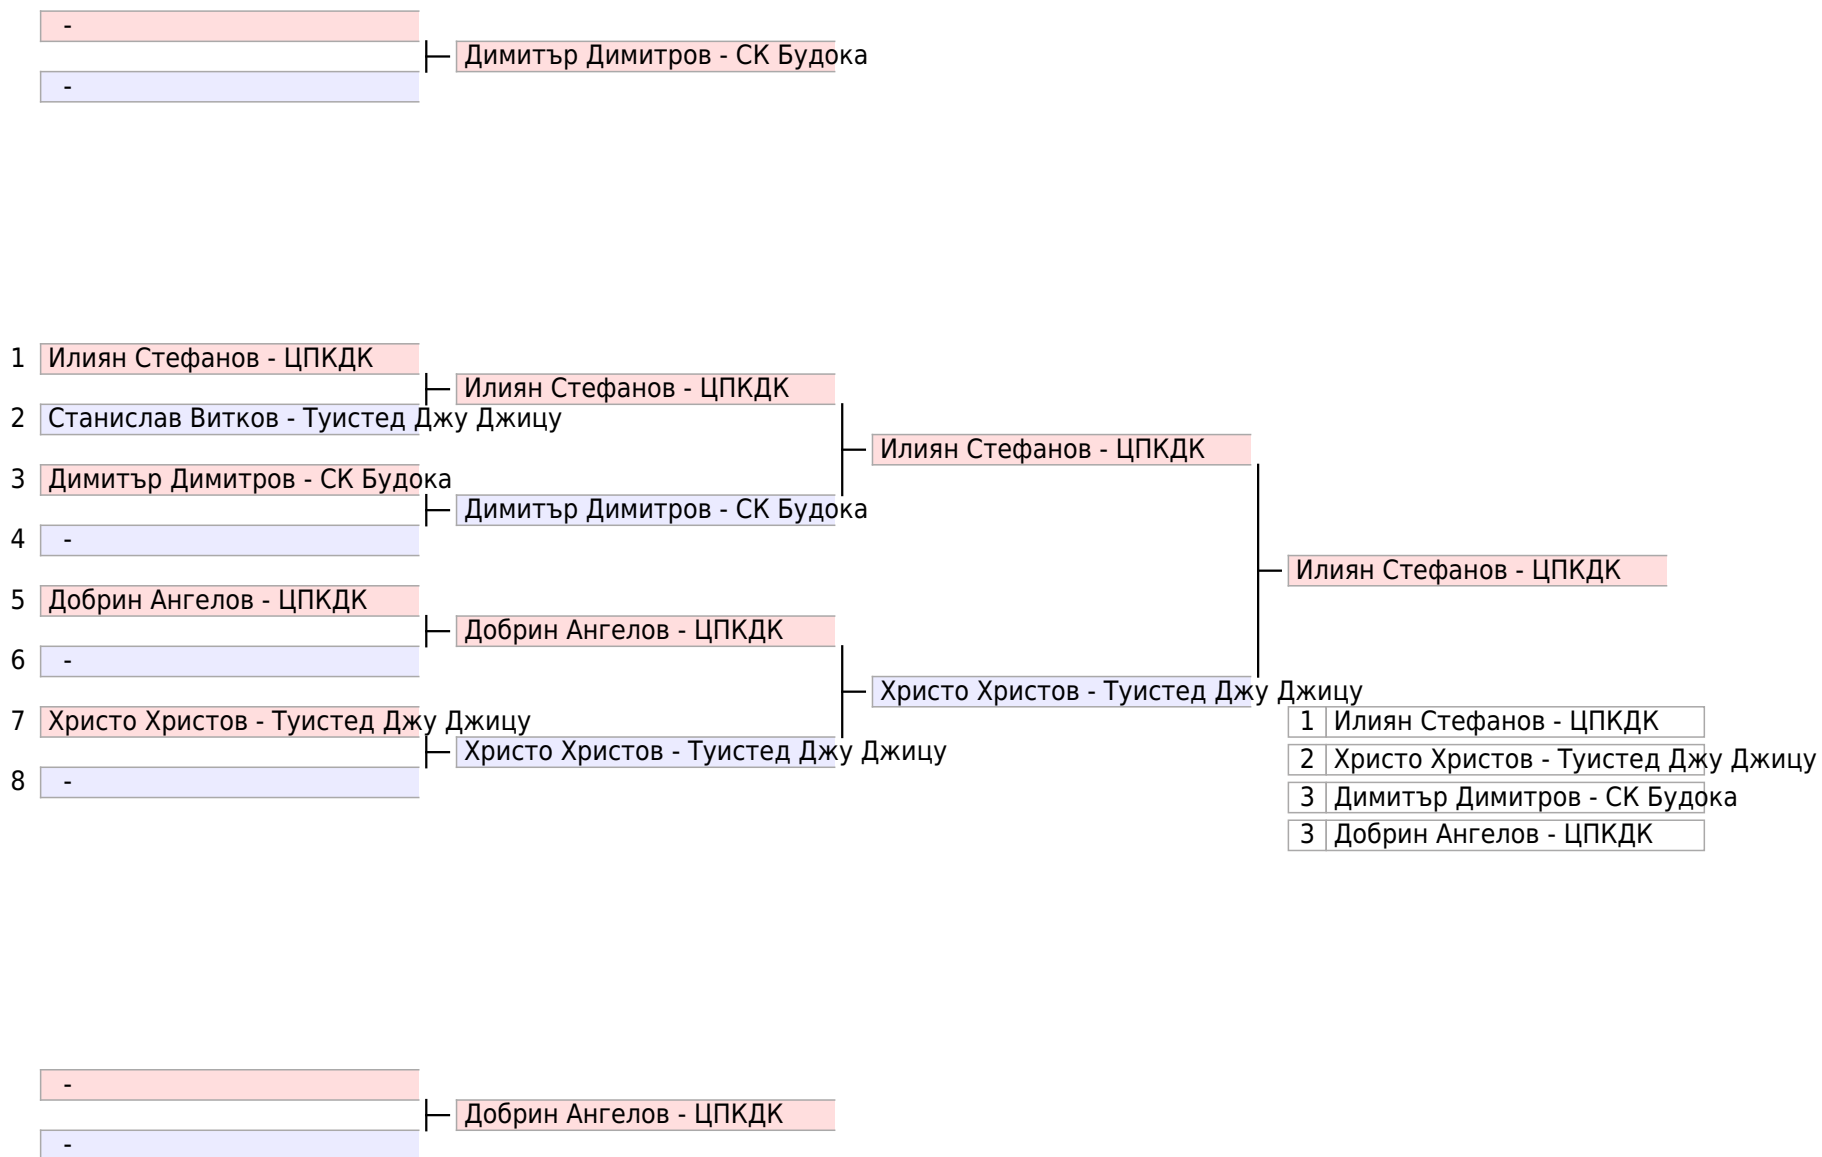 -
Димитър Димитров - СК Будока
-
1 Илиян Стефанов - ЦПКДК
Илиян Стефанов - ЦПКДК
2 Станислав Витков - Туистед Джу Джицу
Илиян Стефанов - ЦПКДК
3 Димитър Димитров - СК Будока
Димитър Димитров - СК Будока
4 -
Илиян Стефанов - ЦПКДК
5 Добрин Ангелов - ЦПКДК
Добрин Ангелов - ЦПКДК
6 -
Христо Христов - Туистед Джу Джицу
7 Христо Христов - Туистед Джу Джицу
Христо Христов - Туистед Джу Джицу
8 -
1 Илиян Стефанов - ЦПКДК
2 Христо Христов - Туистед Джу Джицу
3 Димитър Димитров - СК Будока
3 Добрин Ангелов - ЦПКДК
-
Добрин Ангелов - ЦПКДК
-